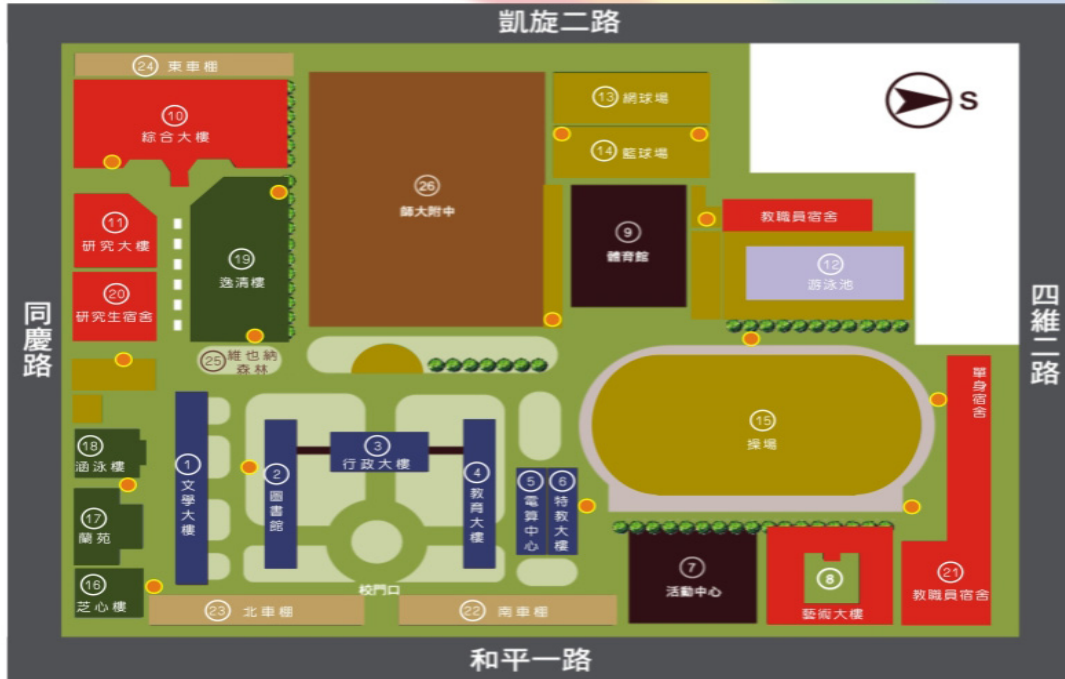 凱旋二路
24 東車棚
10
綜合大樓
13 網球場
14 籃球場
S
26
師大附中
11
研究大樓
19
逸清樓
9
體育館
教職員宿舍
12
游泳池
20
研究生宿舍
同慶路
四維二路
25 維也納
森林
單身宿舍
15
操場
18
涵泳樓
1
文學大樓
2
圖書館
3
行政大樓
4
教育大樓
5
電算中心
6
特教大樓
17
蘭苑
16
芝心樓
校門口
7
活動中心
8
藝術大樓
21
教職員宿舍
23 北車棚
22 南車棚
和平一路